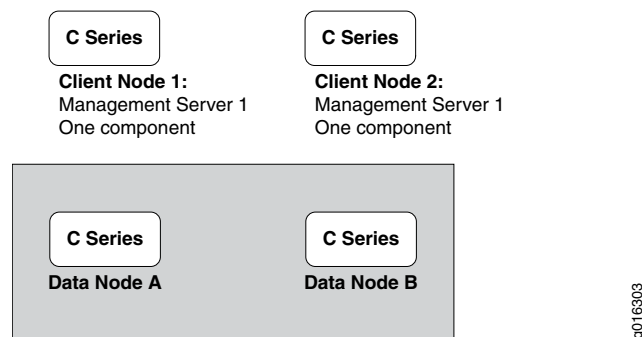 C Series
C Series
Client Node 1:
Management Server 1
One component
Client Node 2:
Management Server 1
One component
C Series
C Series
Data Node A
Data Node B
g016303